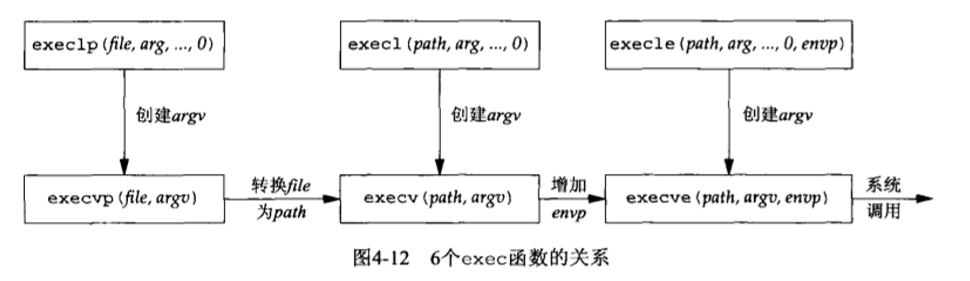 execlp(file, arg, ..., 0)
execl(path, arg, ..., 0)
execle(path, arg, ..., 0, envp)
创建argv
创建argv
创建argv
execvp(file, argv)
转换file
为path
execv(path, argv)
增加
envp
execve(path, argv, envp)
系统
调用
图4-12 6个exec函数的关系